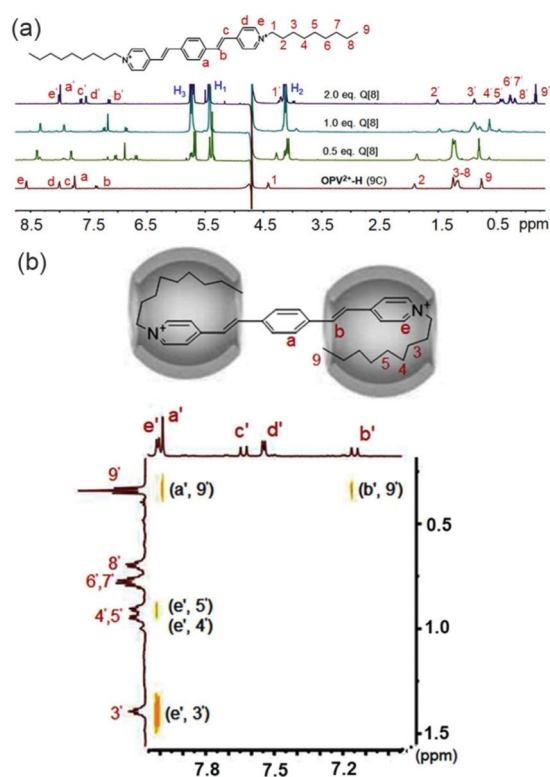 (a)
d e
c N+ 1 3 5 7 9
a b 2 4 6 8
N+
e' a' c' d' b' H3 H1 1' H2 2.0 eq. Q[8] 2' 3' 4' 5' 6' 7' 8' 9'
1.0 eq. Q[8]
0.5 eq. Q[8]
e d c a b 1 OPV2+-H (9C) 2 3-8 9
8.5 7.5 6.5 5.5 4.5 3.5 2.5 1.5 0.5 ppm
(b)
N+
a b e N+
9 5 4 3
a'
e' c' d' b'
9' (a', 9') (b', 9')
0.5
8'
6',7'
4',5' (e', 5')
(e', 4')
1.0
3' (e', 3')
1.5
7.8 7.5 7.2 (ppm)